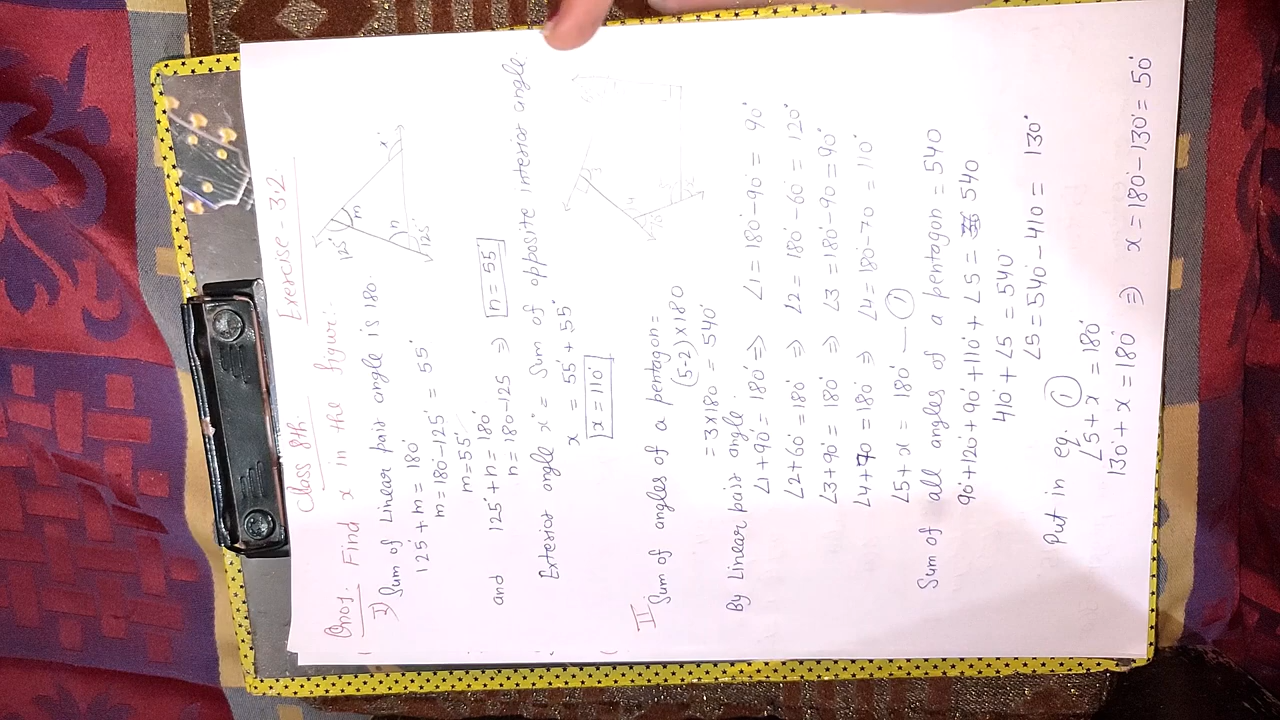 Class 8th. Exercise-3.2
Qno1. Find x in the figure:-
I) Sum of Linear pair angle is 180.
125° + m = 180°
m = 180° - 125° = 55°
m = 55°
and 125° + n = 180°
n = 180 - 125 ⇒ n = 55°
125°
m
n
125°
x°
Exterior angle x° = Sum of opposite interior angle.
x = 55° + 55°
x = 110°
II Sum of angles of a pentagon =
(5-2) × 180
= 3 × 180 = 540°
By Linear pair angle.
∠1 + 90° = 180° ⇒ ∠1 = 180° - 90° = 90°
∠2 + 60° = 180° ⇒ ∠2 = 180° - 60° = 120°
∠3 + 90° = 180° ⇒ ∠3 = 180° - 90 = 90°
∠4 + 70 = 180° ⇒ ∠4 = 180° - 70 = 110°
∠5 + x = 180° — ①
Sum of all angles of a pentagon = 540
90° + 120° + 90° + 110° + ∠5 = 540
410° + ∠5 = 540°
∠5 = 540° - 410 = 130°
Put in eq. ①
∠5 + x = 180°
130° + x = 180° ⇒ x = 180° - 130° = 50°